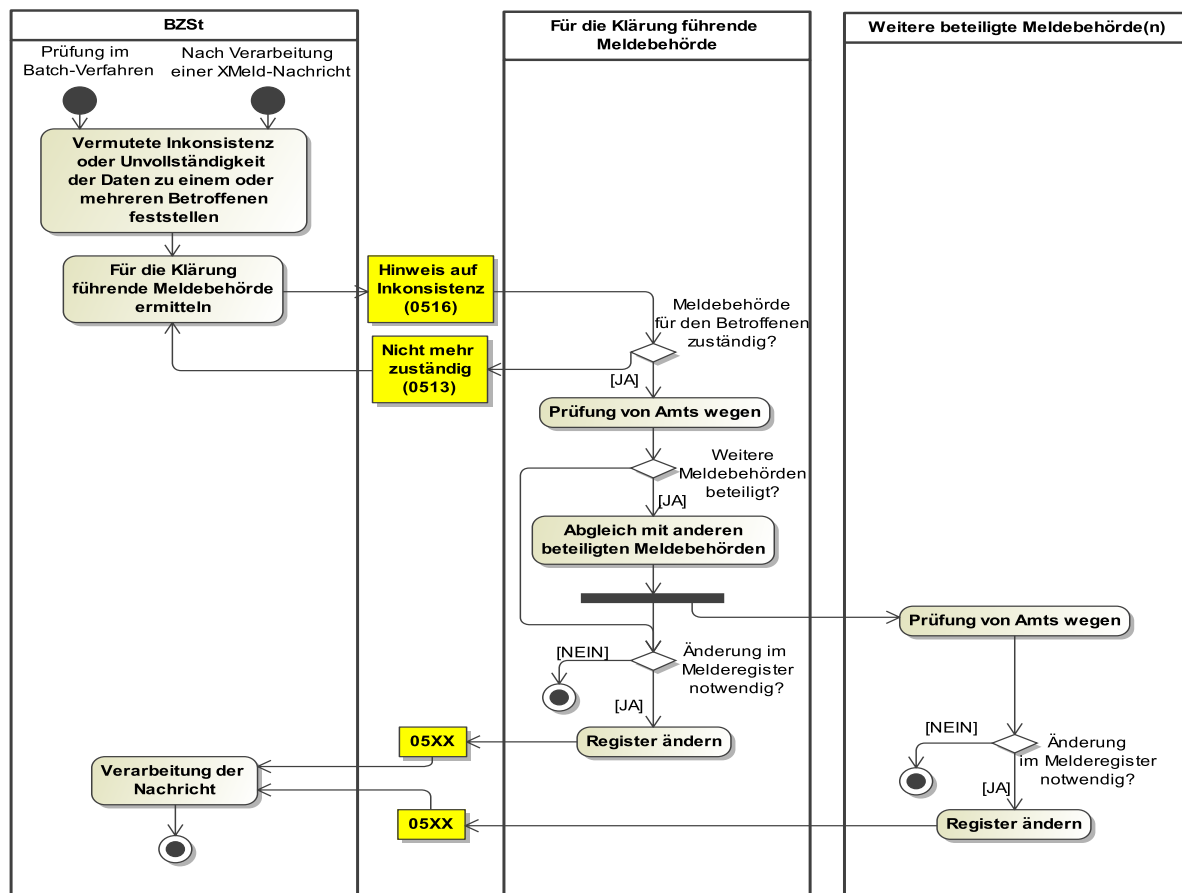 BZSt
Für die Klärung führende
Meldebehörde
Weitere beteiligte Meldebehörde(n)
Prüfung im
Batch-Verfahren
Nach Verarbeitung
einer XMeld-Nachricht
Vermutete Inkonsistenz
oder Unvollständigkeit
der Daten zu einem oder
mehreren Betroffenen
feststellen
Für die Klärung
führende Meldebehörde
ermitteln
Hinweis auf
Inkonsistenz
(0516)
Meldebehörde
für den Betroffenen
zuständig?
Nicht mehr
zuständig
(0513)
[JA]
Prüfung von Amts wegen
Weitere
Meldebehörden
beteiligt?
[JA]
Abgleich mit anderen
beteiligten Meldebehörden
Prüfung von Amts wegen
[NEIN]
Änderung im
Melderegister
notwendig?
[JA]
Register ändern
05XX
[NEIN]
Änderung
im Melderegister
notwendig?
[JA]
Verarbeitung der
Nachricht
05XX
Register ändern